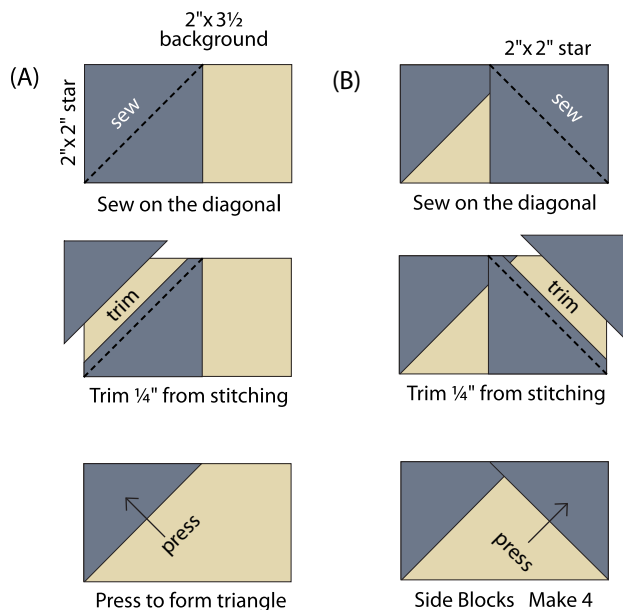 2"x 3½
background
(A)
2"x 2" star
sew
Sew on the diagonal
trim
Trim ¼" from stitching
press
Press to form triangle
2"x 2" star
(B)
sew
Sew on the diagonal
trim
Trim ¼" from stitching
press
Side Blocks Make 4